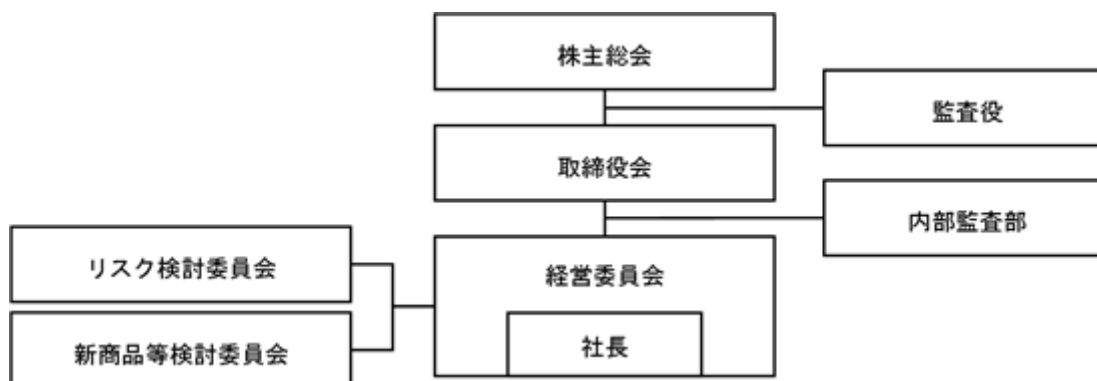 株主総会
監査役
取締役会
内部監査部
リスク検討委員会
経営委員会
新商品等検討委員会
社長